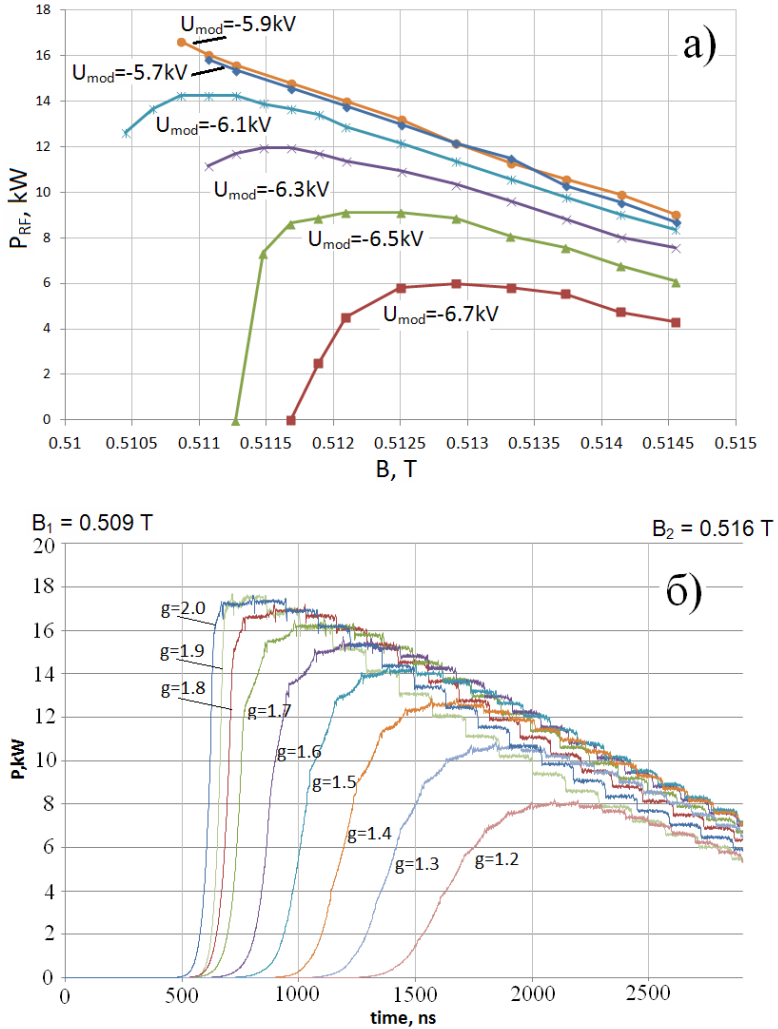 18
16
14
12
10
8
6
4
2
0
P_RF, kW
U_mod=-5.9kV
а)
U_mod=-5.7kV
U_mod=-6.1kV
U_mod=-6.3kV
U_mod=-6.5kV
U_mod=-6.7kV
0.51 0.5105 0.511 0.5115 0.512 0.5125 0.513 0.5135 0.514 0.5145 0.515
B, T
B₁ = 0.509 T B₂ = 0.516 T
20
18
16
14
12
10
8
6
4
2
0
P,kW
б)
g=2.0
g=1.9
g=1.8
g=1.7
g=1.6
g=1.5
g=1.4
g=1.3
g=1.2
0 500 1000 1500 2000 2500
time, ns